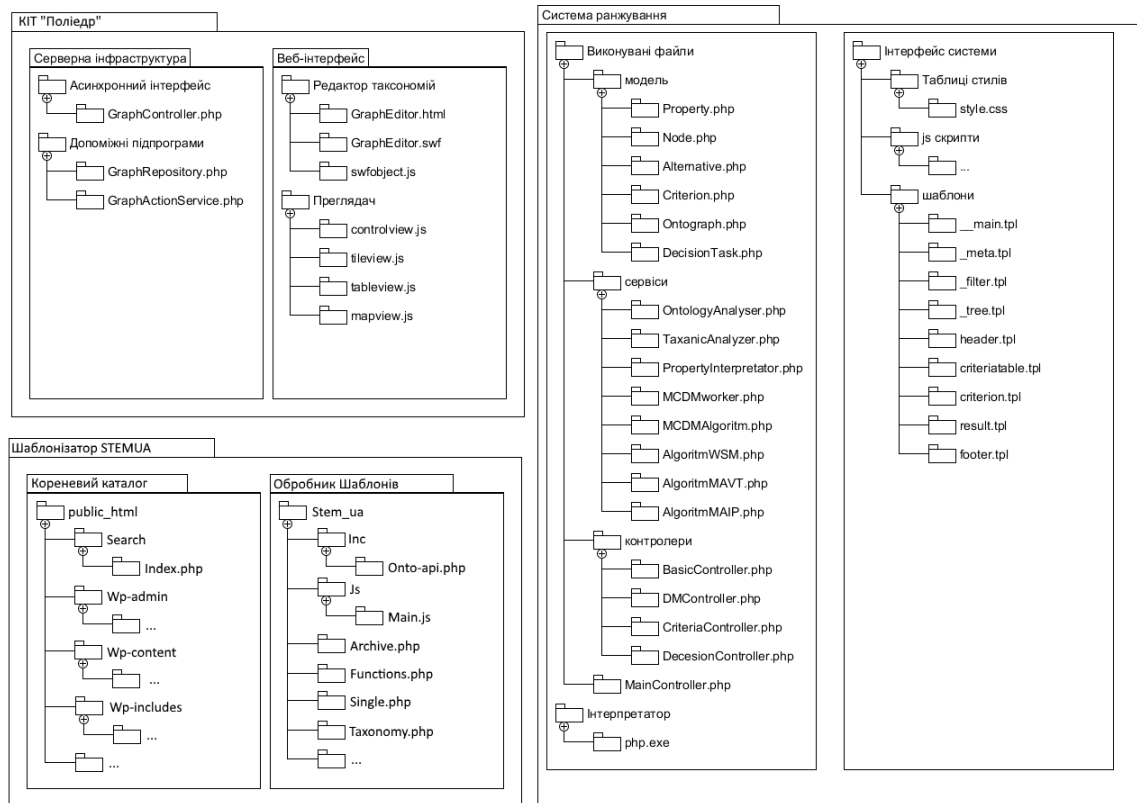 КІТ "Поліедр"
Серверна інфраструктура
Асинхронний інтерфейс
GraphController.php
Допоміжні підпрограми
GraphRepository.php
GraphActionService.php
Веб-інтерфейс
Редактор таксономій
GraphEditor.html
GraphEditor.swf
swfobject.js
Преглядач
controlview.js
tileview.js
tableview.js
mapview.js
Шаблонізатор STEMUA
Кореневий каталог
public_html
Search
Index.php
Wp-admin
...
Wp-content
...
Wp-includes
...
...
Обробник Шаблонів
Stem_ua
Inc
Onto-api.php
Js
Main.js
Archive.php
Functions.php
Single.php
Taxonomy.php
...
Система ранжування
Виконувані файли
модель
Property.php
Node.php
Alternative.php
Criterion.php
Ontograph.php
DecisionTask.php
сервіси
OntologyAnalyser.php
TaxanicAnalyzer.php
PropertyInterpretator.php
MCDMworker.php
MCDMAlgoritm.php
AlgoritmWSM.php
AlgoritmMAVT.php
AlgoritmMAIP.php
контролери
BasicController.php
DMController.php
CriteriaController.php
DecesionController.php
MainController.php
Інтерпретатор
php.exe
Інтерфейс системи
Таблиці стилів
style.css
js скрипти
...
шаблони
__main.tpl
_meta.tpl
_filter.tpl
_tree.tpl
header.tpl
criteriatable.tpl
criterion.tpl
result.tpl
footer.tpl